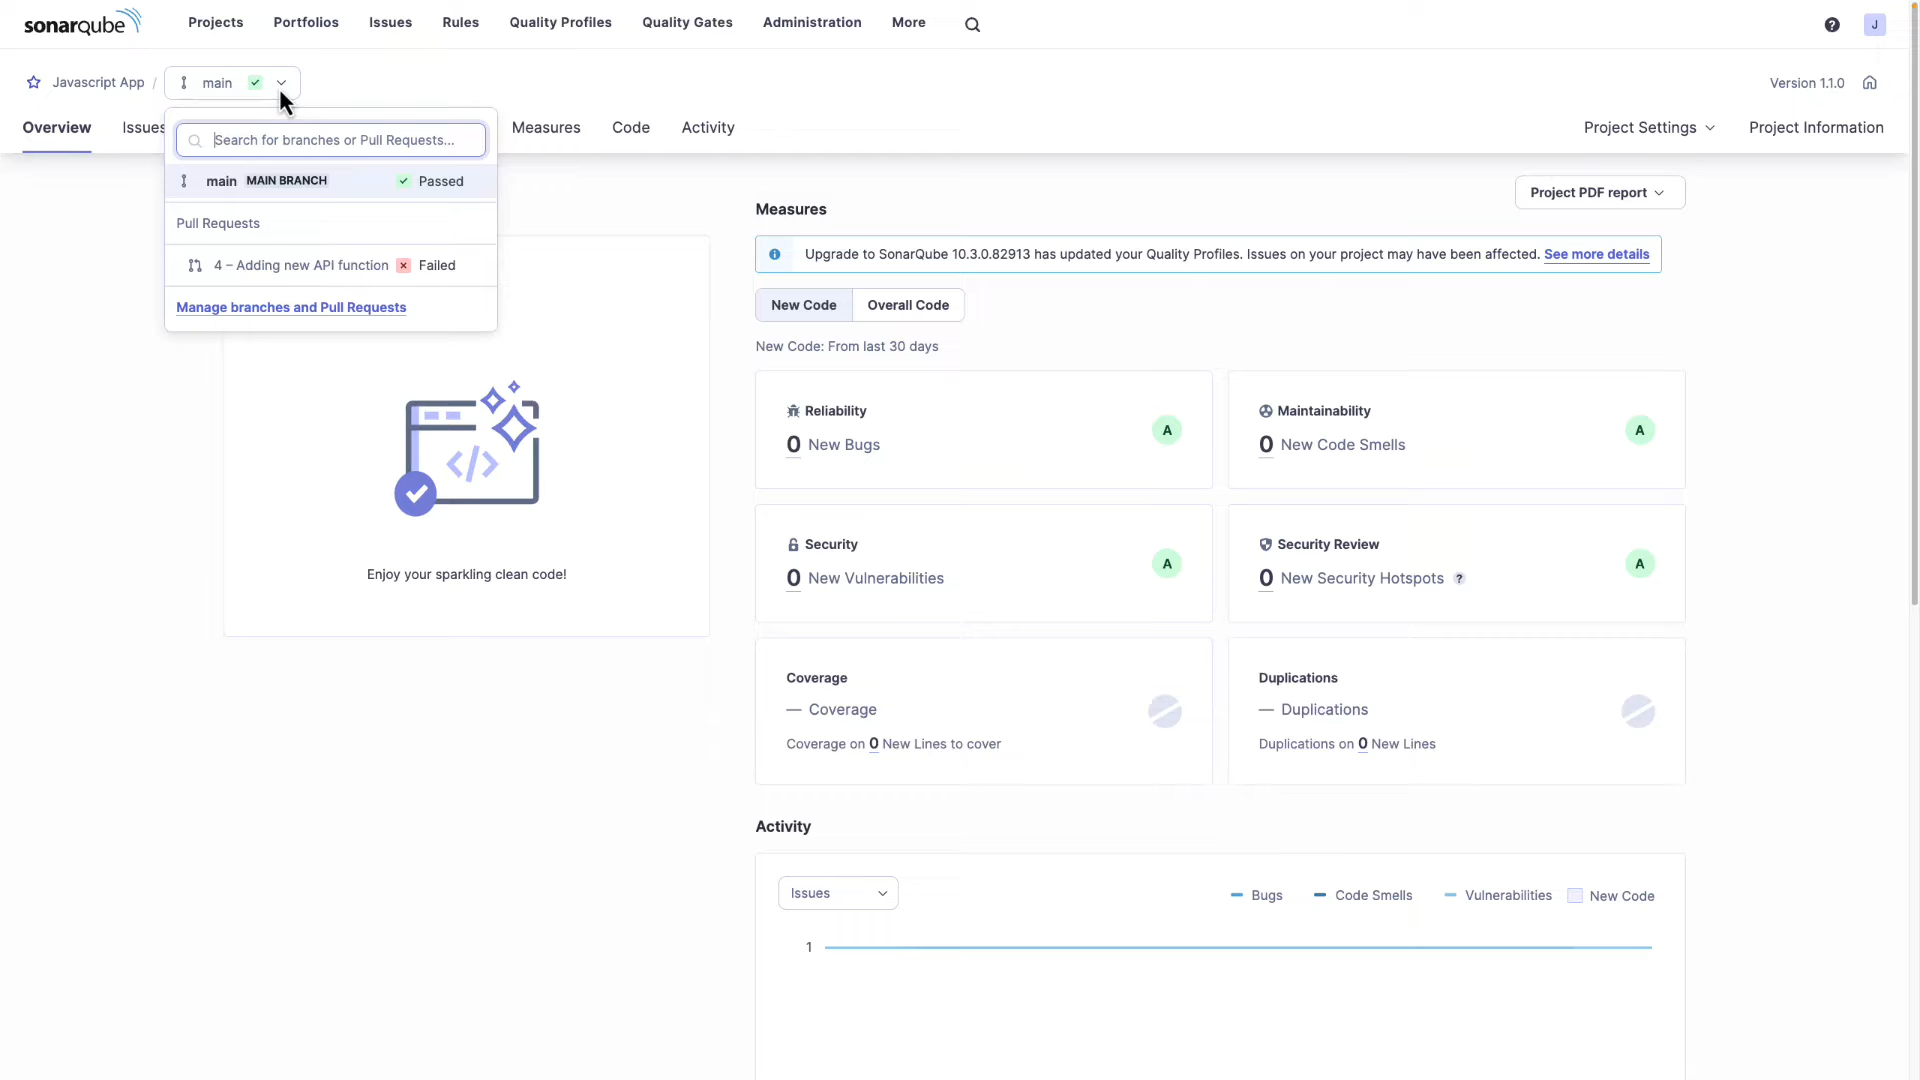 sonarqube Projects Portfolios Issues Rules Quality Profiles Quality Gates Administration More ? J
Javascript App / main Version 1.1.0
Overview Issues Measures Code Activity Project Settings Project Information
Search for branches or Pull Requests...
main MAIN BRANCH Passed
Pull Requests
4 – Adding new API function Failed
Manage branches and Pull Requests
Enjoy your sparkling clean code!
Project PDF report
Measures
Upgrade to SonarQube 10.3.0.82913 has updated your Quality Profiles. Issues on your project may have been affected. See more details
New Code Overall Code
New Code: From last 30 days
Reliability
0 New Bugs A
Maintainability
0 New Code Smells A
Security
0 New Vulnerabilities A
Security Review
0 New Security Hotspots ? A
Coverage
— Coverage
Coverage on 0 New Lines to cover
Duplications
— Duplications
Duplications on 0 New Lines
Activity
Issues Bugs Code Smells Vulnerabilities New Code
1